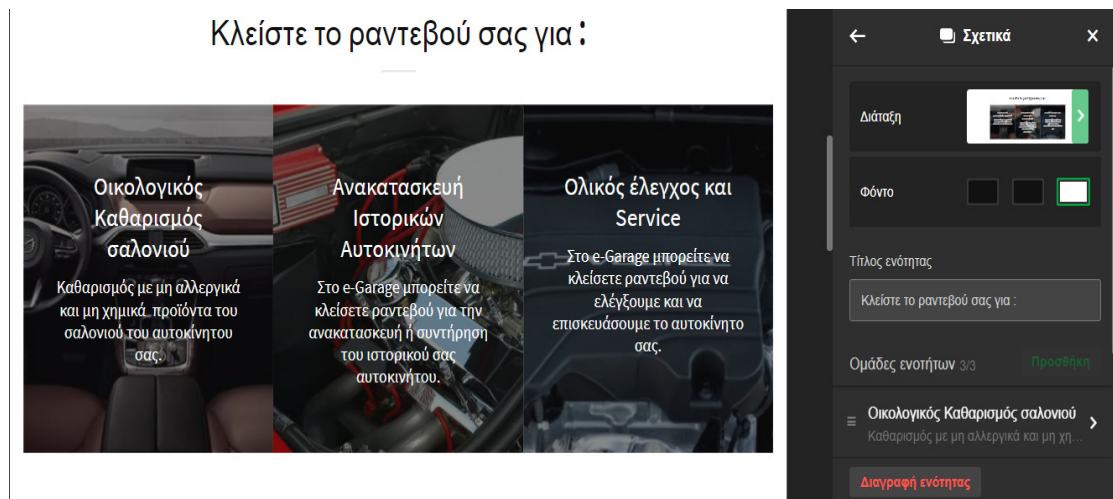 Κλείστε το ραντεβού σας για :
Οικολογικός
Καθαρισμός
σαλονιού
Καθαρισμός με μη αλλεργικά
και μη χημικά προϊόντα του
σαλονιού του αυτοκίνητου
σας.
Ανακατασκευή
Ιστορικών
Αυτοκινήτων
Στο e-Garage μπορείτε να
κλείσετε ραντεβού για την
ανακατασκευή ή συντήρηση
του ιστορικού σας
αυτοκινήτου.
Ολικός έλεγχος και
Service
Στο e-Garage μπορείτε να
κλείσετε ραντεβού για να
ελέγξουμε και να
επισκευάσουμε το αυτοκίνητο
σας.
Σχετικά
Διάταξη
Φόντο
Τίτλος ενότητας
Κλείστε το ραντεβού σας για :
Ομάδες ενοτήτων 3/3
Προσθήκη
Οικολογικός Καθαρισμός σαλονιού
Καθαρισμός με μη αλλεργικά και μη χη...
Διαγραφή ενότητας